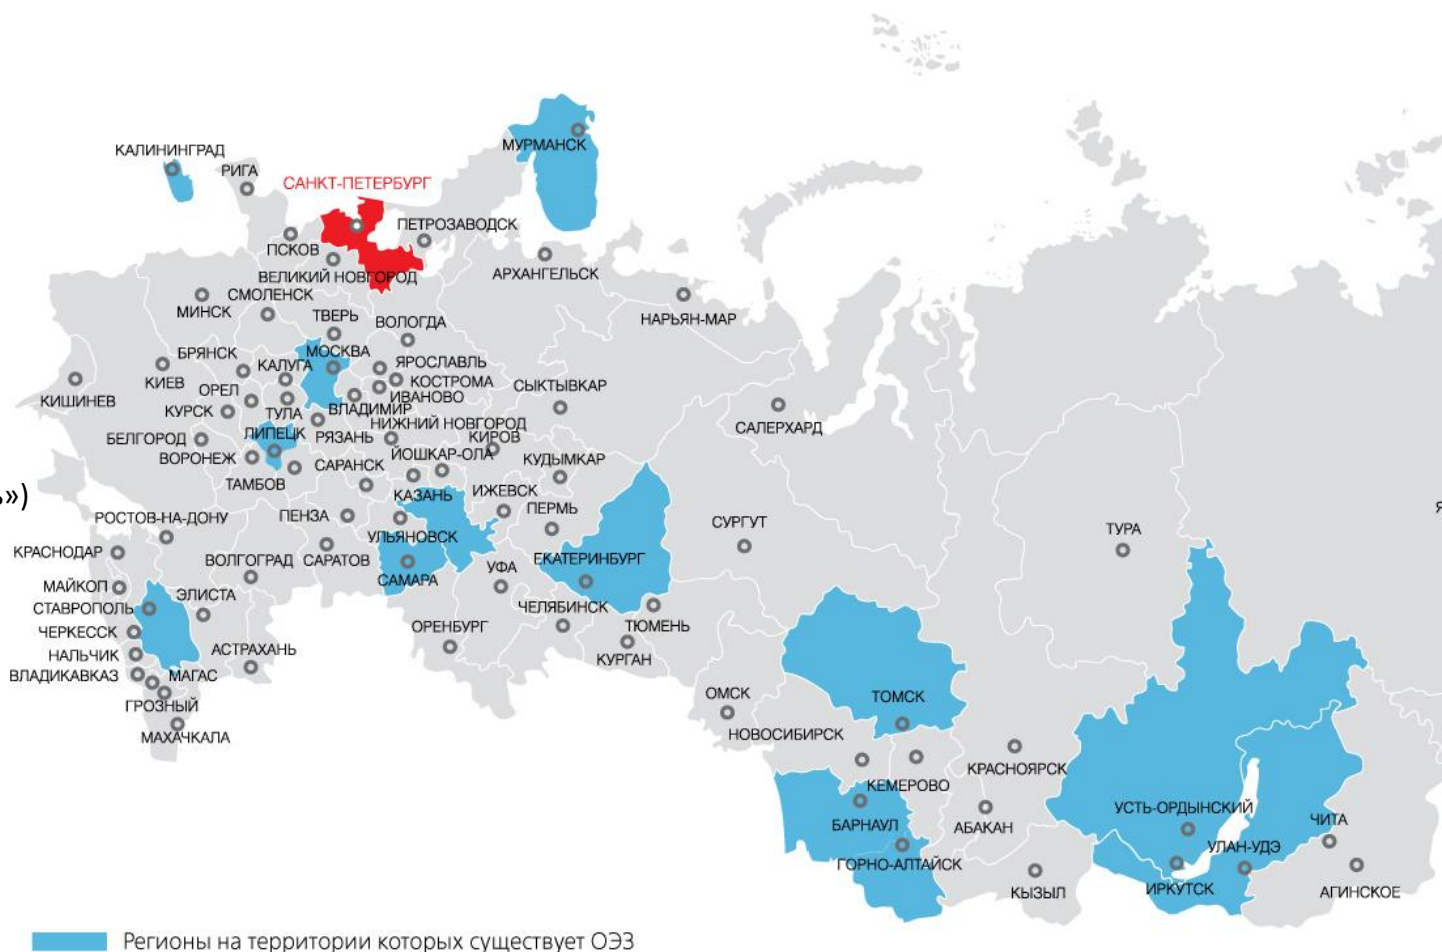 КАЛИНИНГРАД
РИГА
МУРМАНСК
САНКТ-ПЕТЕРБУРГ
ПЕТРОЗАВОДСК
ПСКОВ
ВЕЛИКИЙ НОВГОРОД
АРХАНГЕЛЬСК
СМОЛЕНСК
МИНСК
ТВЕРЬ
ВОЛОГДА
НАРЬЯН-МАР
БРЯНСК
МОСКВА
КАЛУГА
ЯРОСЛАВЛЬ
КИЕВ
ОРЕЛ
КОСТРОМА
СЫКТЫВКАР
КИШИНЕВ
ИВАНОВО
КУРСК
ТУЛА
ВЛАДИМИР
САЛЕРХАРД
НИЖНИЙ НОВГОРОД
БЕЛГОРОД
ЛИПЕЦК
РЯЗАНЬ
КИРОВ
ВОРОНЕЖ
ЙОШКАР-ОЛА
КУДЫМКАР
САРАНСК
ТАМБОВ
КАЗАНЬ
ИЖЕВСК
ь»)
ПЕРМЬ
РОСТОВ-НА-ДОНУ
ПЕНЗА
СУРГУТ
ТУРА
Я
УЛЬЯНОВСК
КРАСНОДАР
ВОЛГОГРАД
САРАТОВ
ЕКАТЕРИНБУРГ
МАЙКОП
САМАРА
УФА
СТАВРОПОЛЬ
ЭЛИСТА
ЧЕЛЯБИНСК
ЧЕРКЕССК
ОРЕНБУРГ
ТЮМЕНЬ
НАЛЬЧИК
АСТРАХАНЬ
КУРГАН
ВЛАДИКАВКАЗ
МАГАС
ОМСК
ТОМСК
ГРОЗНЫЙ
НОВОСИБИРСК
МАХАЧКАЛА
КРАСНОЯРСК
КЕМЕРОВО
УСТЬ-ОРДЫНСКИЙ
БАРНАУЛ
АБАКАН
ЧИТА
УЛАН-УДЭ
ГОРНО-АЛТАЙСК
КЫЗЫЛ
ИРКУТСК
АГИНСКОЕ
Регионы на территории которых существует ОЭЗ